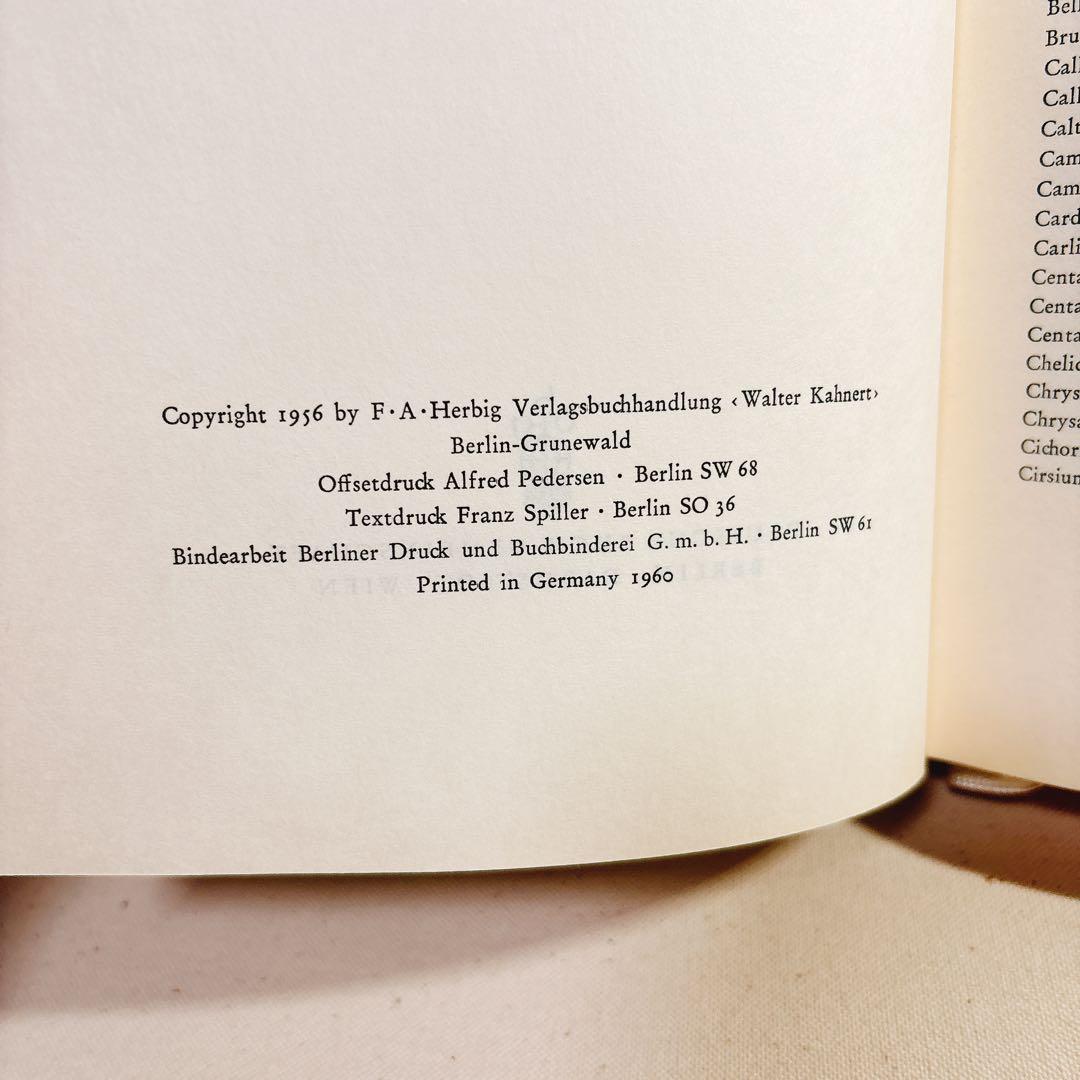 Copyright 1956 by F·A·Herbig Verlagsbuchhandlung ‹Walter Kahnert›
Berlin-Grunewald
Offsetdruck Alfred Pedersen · Berlin SW 68
Textdruck Franz Spiller · Berlin SO 36
Bindearbeit Berliner Druck und Buchbinderei G. m. b. H. · Berlin SW 61
Printed in Germany 1960
Bell
Bru
Call
Call
Calt
Cam
Cam
Card
Carli
Centa
Centa
Centa
Chelid
Chrys
Chrysa
Cichor
Cirsium